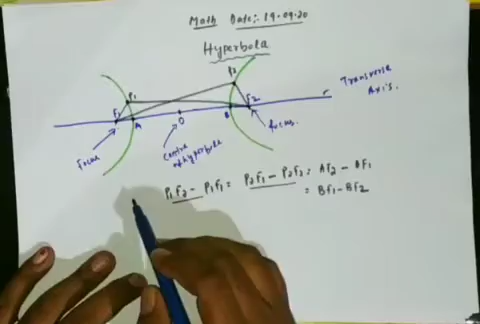 Math Date:- 19-09-20
Hyperbola
P2
P1
Transverse
Axis.
F1
A
O
B
F2
focus
Centre
of hyperbola
focus.
P1F2 - P1F1 = P2F1 - P2F2 = AF2 - AF1
= BF1 - BF2